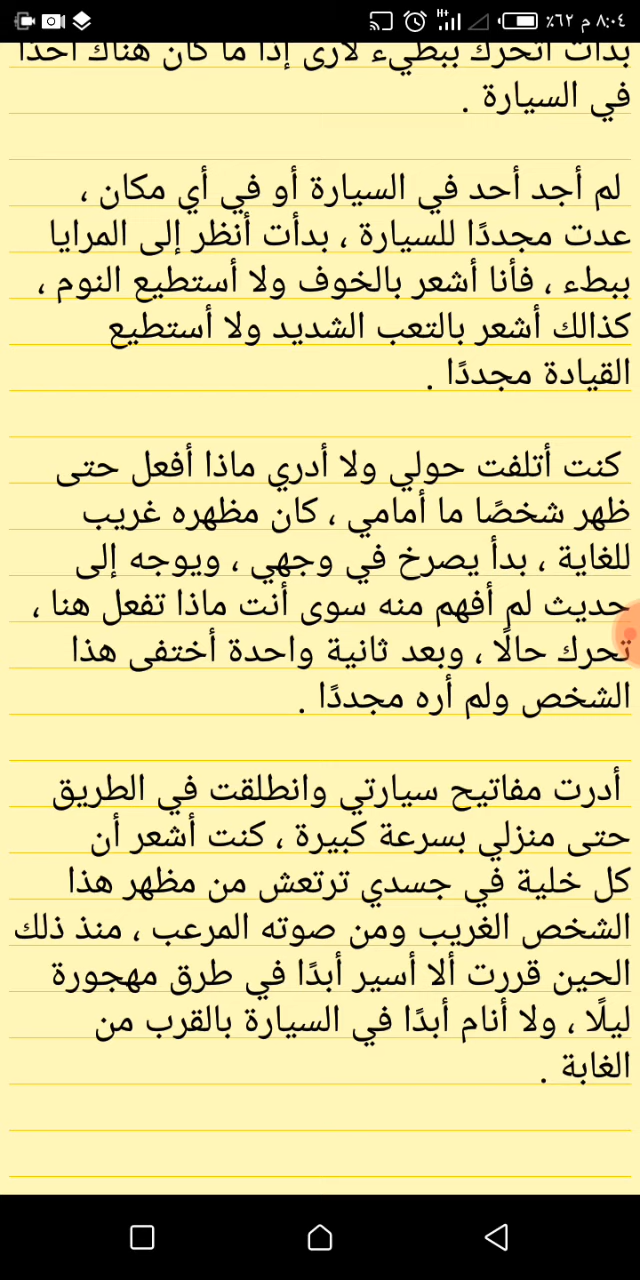 ٨:٠٤ م ٦٢٪ H+
بدأت أتحرك ببطيء لأرى إذا ما كان هناك أحدًا
في السيارة .
لم أجد أحد في السيارة أو في أي مكان ،
عدت مجددًا للسيارة ، بدأت أنظر إلى المرايا
ببطء ، فأنا أشعر بالخوف ولا أستطيع النوم ،
كذالك أشعر بالتعب الشديد ولا أستطيع
القيادة مجددًا .
كنت أتلفت حولي ولا أدري ماذا أفعل حتى
ظهر شخصًا ما أمامي ، كان مظهره غريب
للغاية ، بدأ يصرخ في وجهي ، ويوجه إلى
حديث لم أفهم منه سوى أنت ماذا تفعل هنا ،
تحرك حالًا ، وبعد ثانية واحدة أختفى هذا
الشخص ولم أره مجددًا .
أدرت مفاتيح سيارتي وانطلقت في الطريق
حتى منزلي بسرعة كبيرة ، كنت أشعر أن
كل خلية في جسدي ترتعش من مظهر هذا
الشخص الغريب ومن صوته المرعب ، منذ ذلك
الحين قررت ألا أسير أبدًا في طرق مهجورة
ليلًا ، ولا أنام أبدًا في السيارة بالقرب من
الغابة .